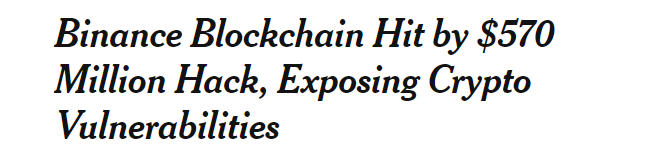 Binance Blockchain Hit by $570
Million Hack, Exposing Crypto
Vulnerabilities